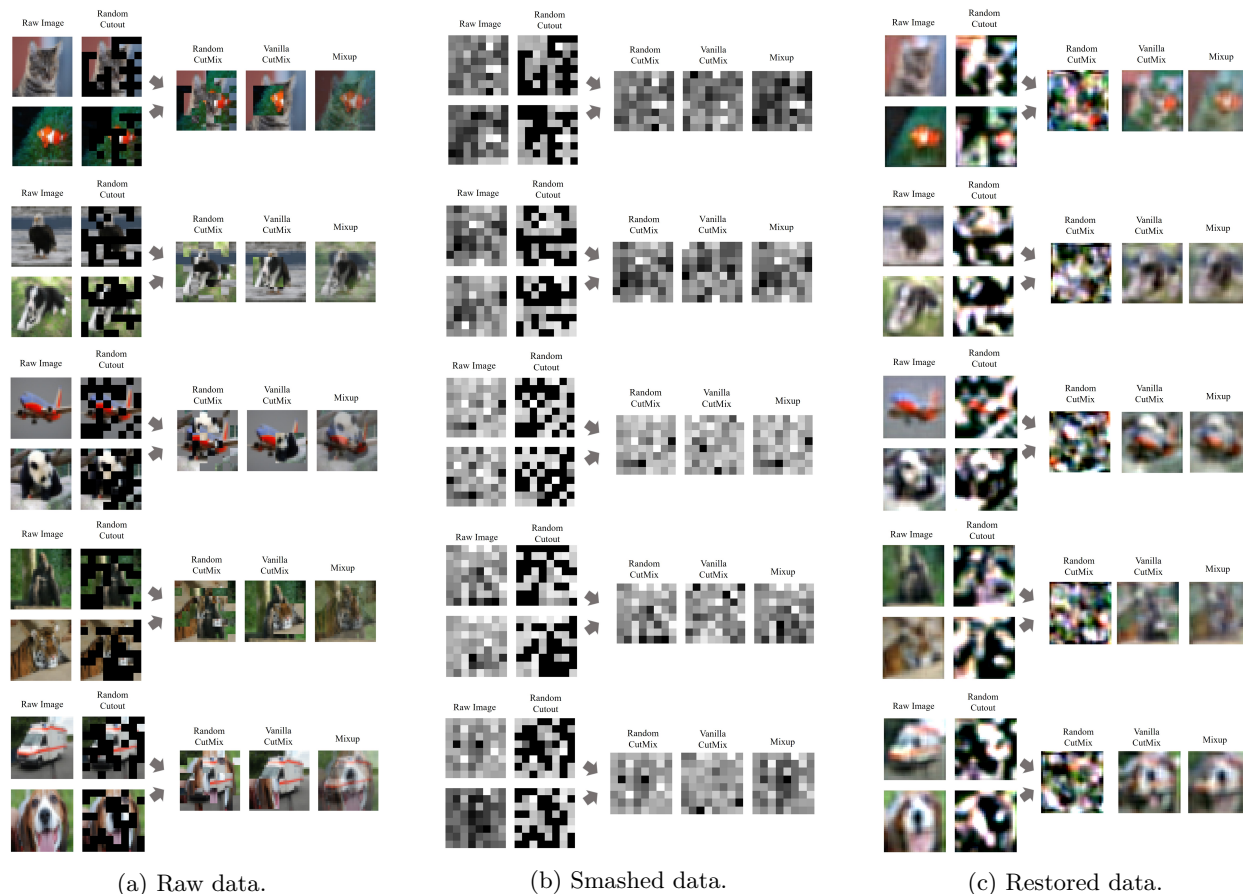 Raw Image
Random
Cutout
Random
CutMix
Vanilla
CutMix
Mixup
Raw Image
Random
Cutout
Random
CutMix
Vanilla
CutMix
Mixup
Raw Image
Random
Cutout
Random
CutMix
Vanilla
CutMix
Mixup
Raw Image
Random
Cutout
Random
CutMix
Vanilla
CutMix
Mixup
Raw Image
Random
Cutout
Random
CutMix
Vanilla
CutMix
Mixup
(a) Raw data.
Raw Image
Random
Cutout
Random
CutMix
Vanilla
CutMix
Mixup
Raw Image
Random
Cutout
Random
CutMix
Vanilla
CutMix
Mixup
Raw Image
Random
Cutout
Random
CutMix
Vanilla
CutMix
Mixup
Raw Image
Random
Cutout
Random
CutMix
Vanilla
CutMix
Mixup
Raw Image
Random
Cutout
Random
CutMix
Vanilla
CutMix
Mixup
(b) Smashed data.
Raw Image
Random
Cutout
Random
CutMix
Vanilla
CutMix
Mixup
Raw Image
Random
Cutout
Random
CutMix
Vanilla
CutMix
Mixup
Raw Image
Random
Cutout
Random
CutMix
Vanilla
CutMix
Mixup
Raw Image
Random
Cutout
Random
CutMix
Vanilla
CutMix
Mixup
Raw Image
Random
Cutout
Random
CutMix
Vanilla
CutMix
Mixup
(c) Restored data.